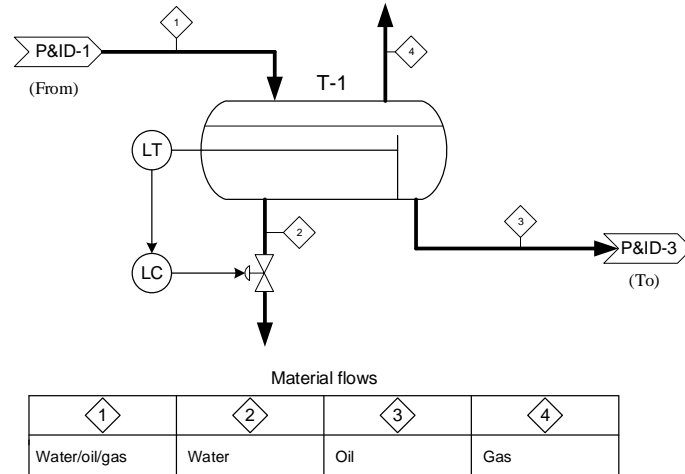 1
4
P&ID-1
(From)
T-1
LT
2
3
P&ID-3
(To)
LC
Material flows
1 2 3 4
Water/oil/gas Water Oil Gas